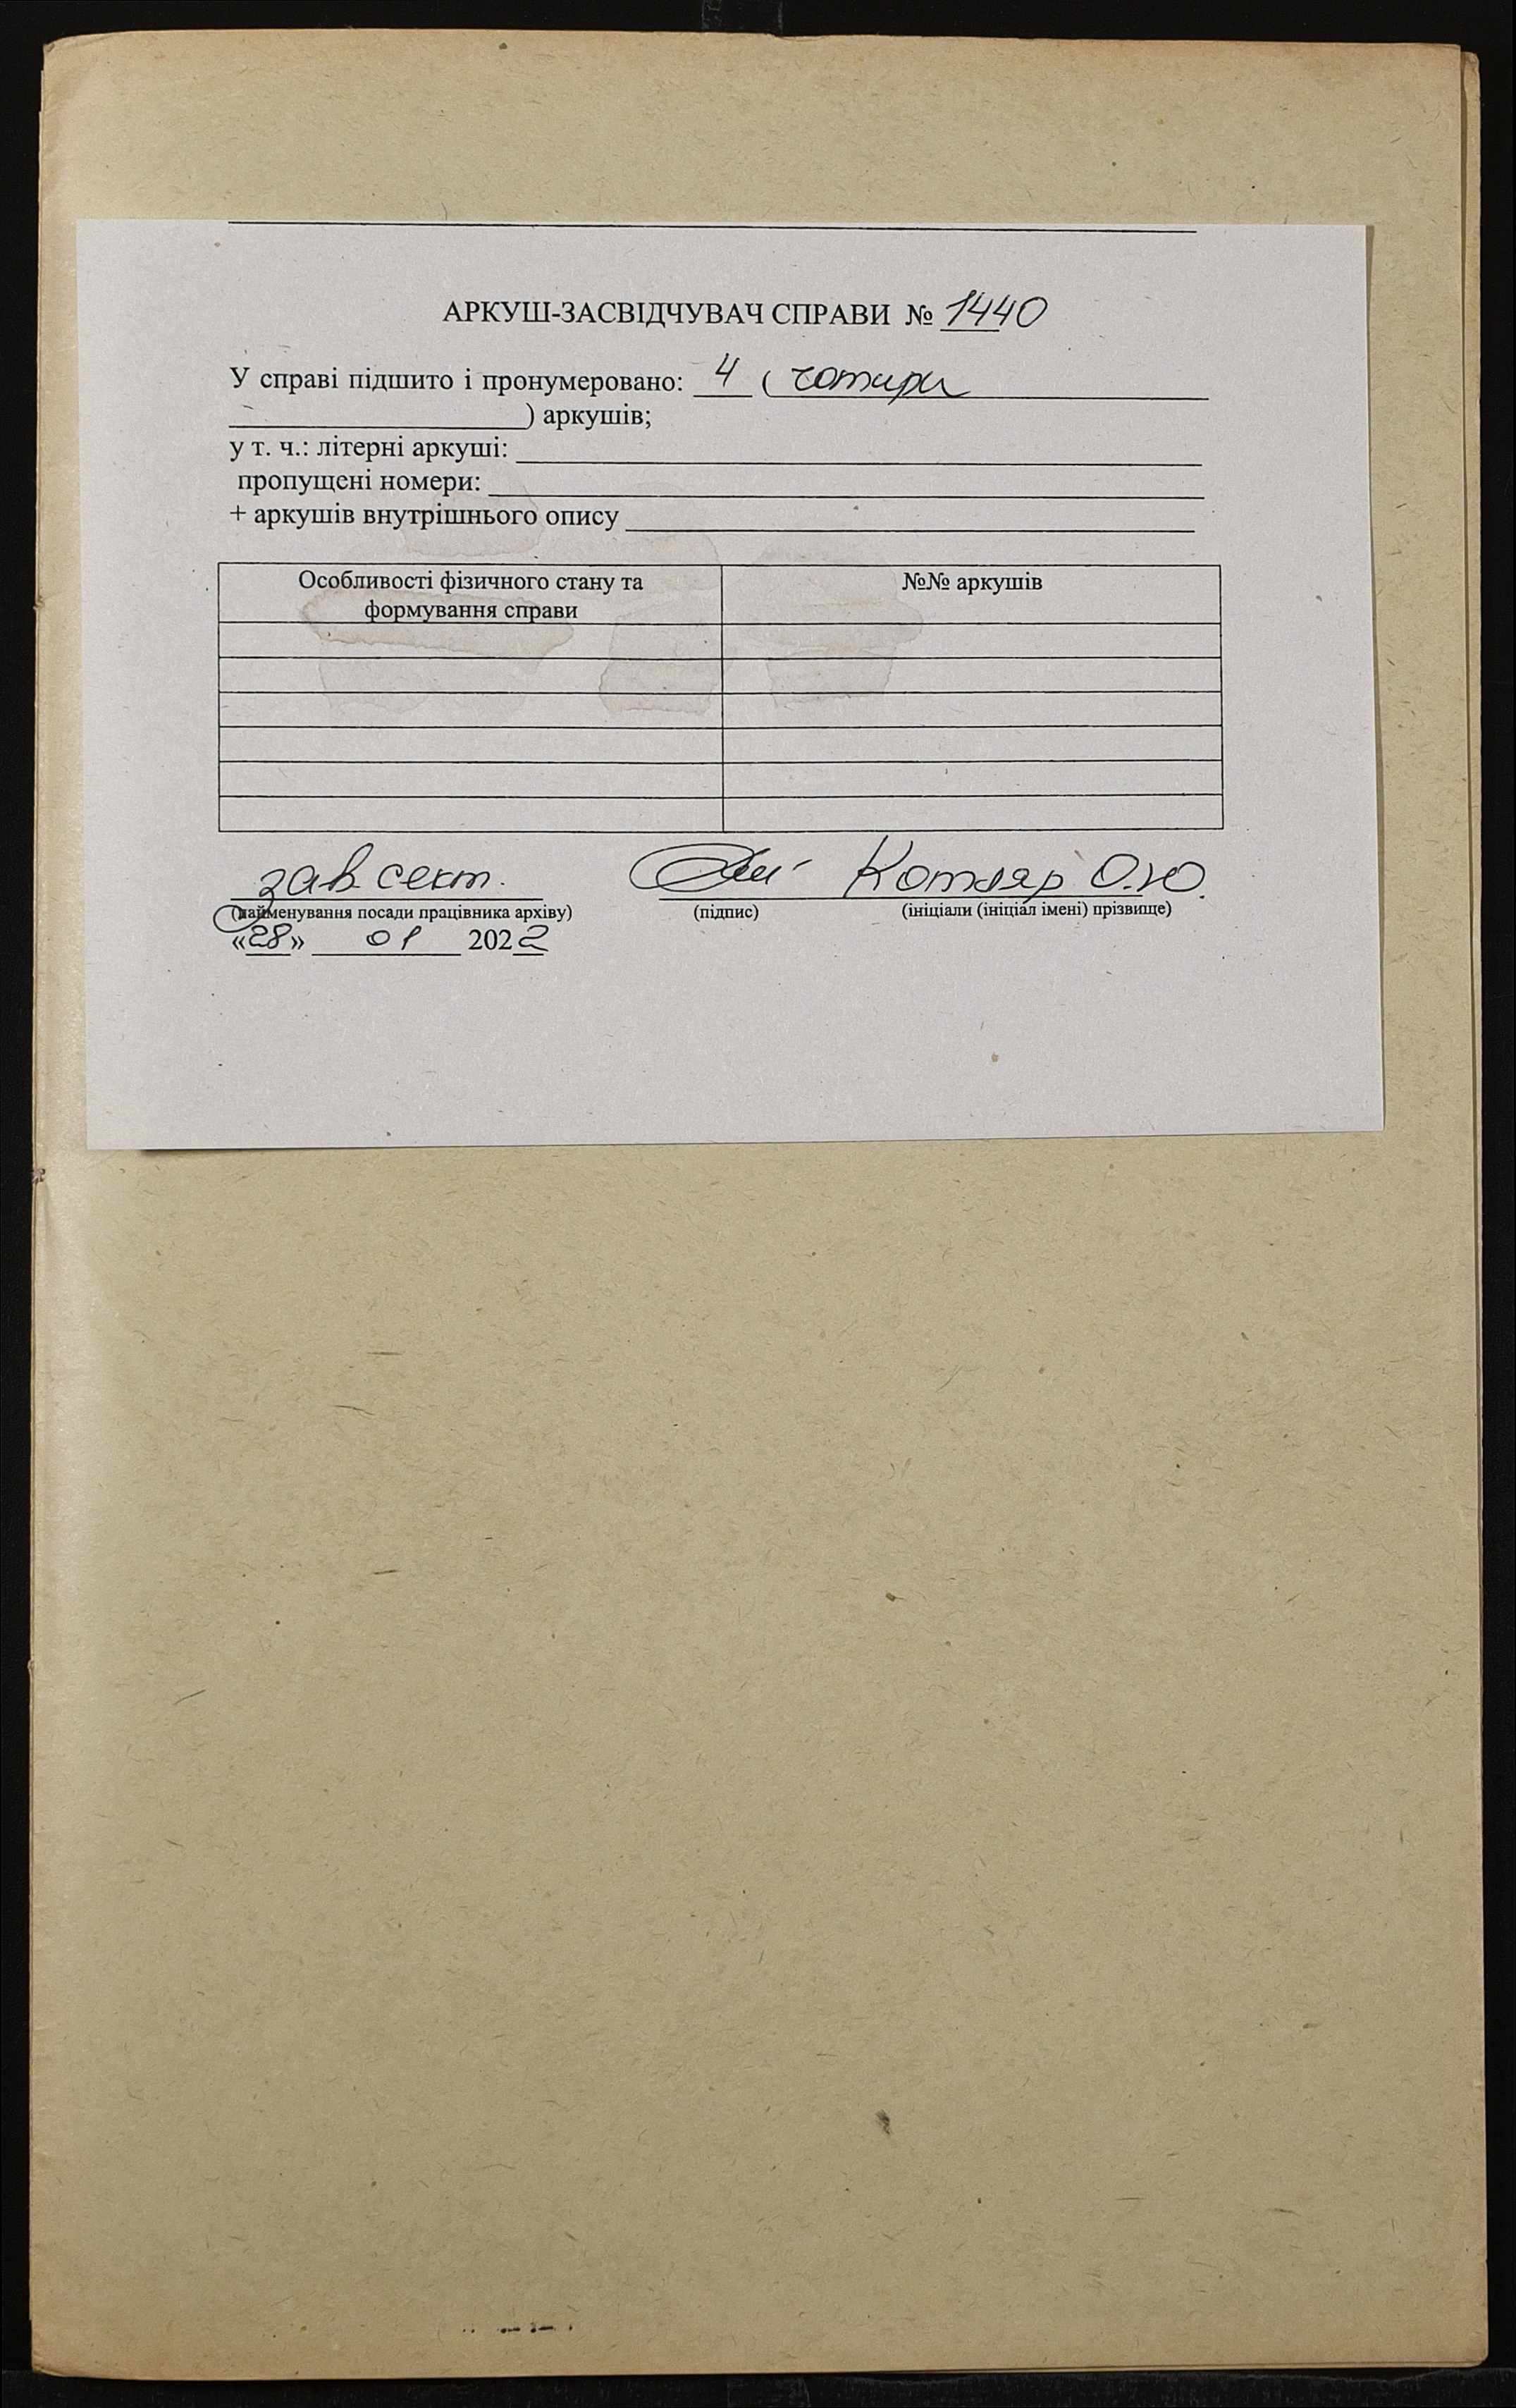 АРКУШ-ЗАСВІДЧУВАЧ СПРАВИ № 1440
У справі підшито і пронумеровано: 4 ( чотири
) аркушів;
у т. ч.: літерні аркуші:
пропущені номери:
+ аркушів внутрішнього опису
Особливості фізичного стану та формування справи №№ аркушів
зав. сект. Котляр О.Ю.
(найменування посади працівника архіву) (підпис) (ініціали (ініціал імені) прізвище)
«28» 01 2022